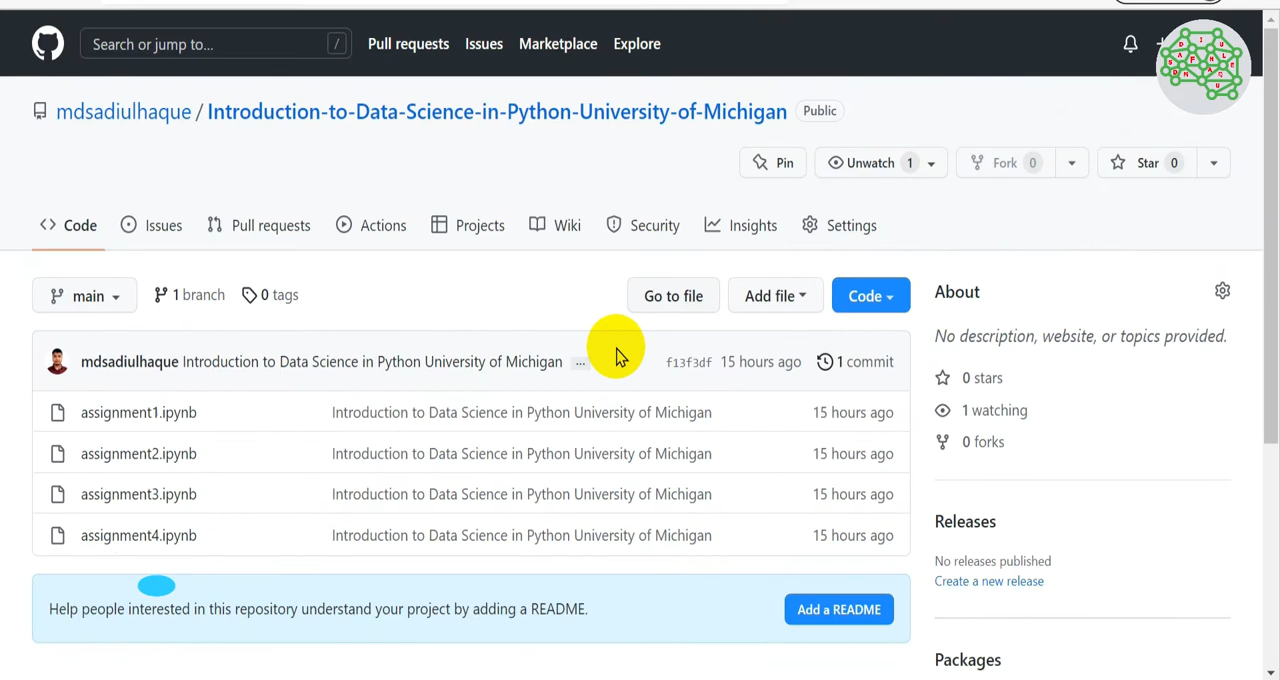 Search or jump to... / Pull requests Issues Marketplace Explore
mdsadiulhaque / Introduction-to-Data-Science-in-Python-University-of-Michigan Public
Pin Unwatch 1 Fork 0 Star 0
Code Issues Pull requests Actions Projects Wiki Security Insights Settings
main 1 branch 0 tags Go to file Add file Code
mdsadiulhaque Introduction to Data Science in Python University of Michigan ... f13f3df 15 hours ago 1 commit
assignment1.ipynb Introduction to Data Science in Python University of Michigan 15 hours ago
assignment2.ipynb Introduction to Data Science in Python University of Michigan 15 hours ago
assignment3.ipynb Introduction to Data Science in Python University of Michigan 15 hours ago
assignment4.ipynb Introduction to Data Science in Python University of Michigan 15 hours ago
Help people interested in this repository understand your project by adding a README. Add a README
About
No description, website, or topics provided.
0 stars
1 watching
0 forks
Releases
No releases published
Create a new release
Packages